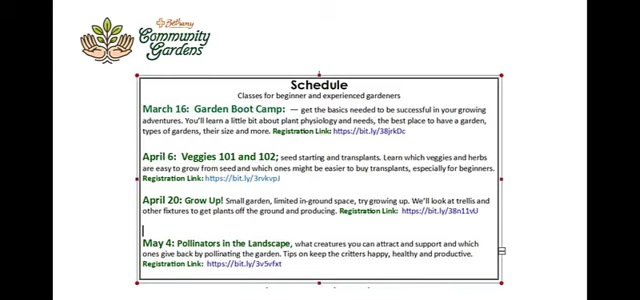 Bethany
Community
Gardens
Schedule
Classes for beginner and experienced gardeners
March 16: Garden Boot Camp: — get the basics needed to be successful in your growing
adventures. You'll learn a little bit about plant physiology and needs, the best place to have a garden,
types of gardens, their size and more. Registration Link: https://bit.ly/38jrkDc
April 6: Veggies 101 and 102; seed starting and transplants. Learn which veggies and herbs
are easy to grow from seed and which ones might be easier to buy transplants, especially for beginners.
Registration Link: https://bit.ly/3rvkvpJ
April 20: Grow Up! Small garden, limited in-ground space, try growing up. We'll look at trellis and
other fixtures to get plants off the ground and producing. Registration Link: https://bit.ly/38n11vU
May 4: Pollinators in the Landscape, what creatures you can attract and support and which
ones give back by pollinating the garden. Tips on keep the critters happy, healthy and productive.
Registration Link: https://bit.ly/3v5vfxt